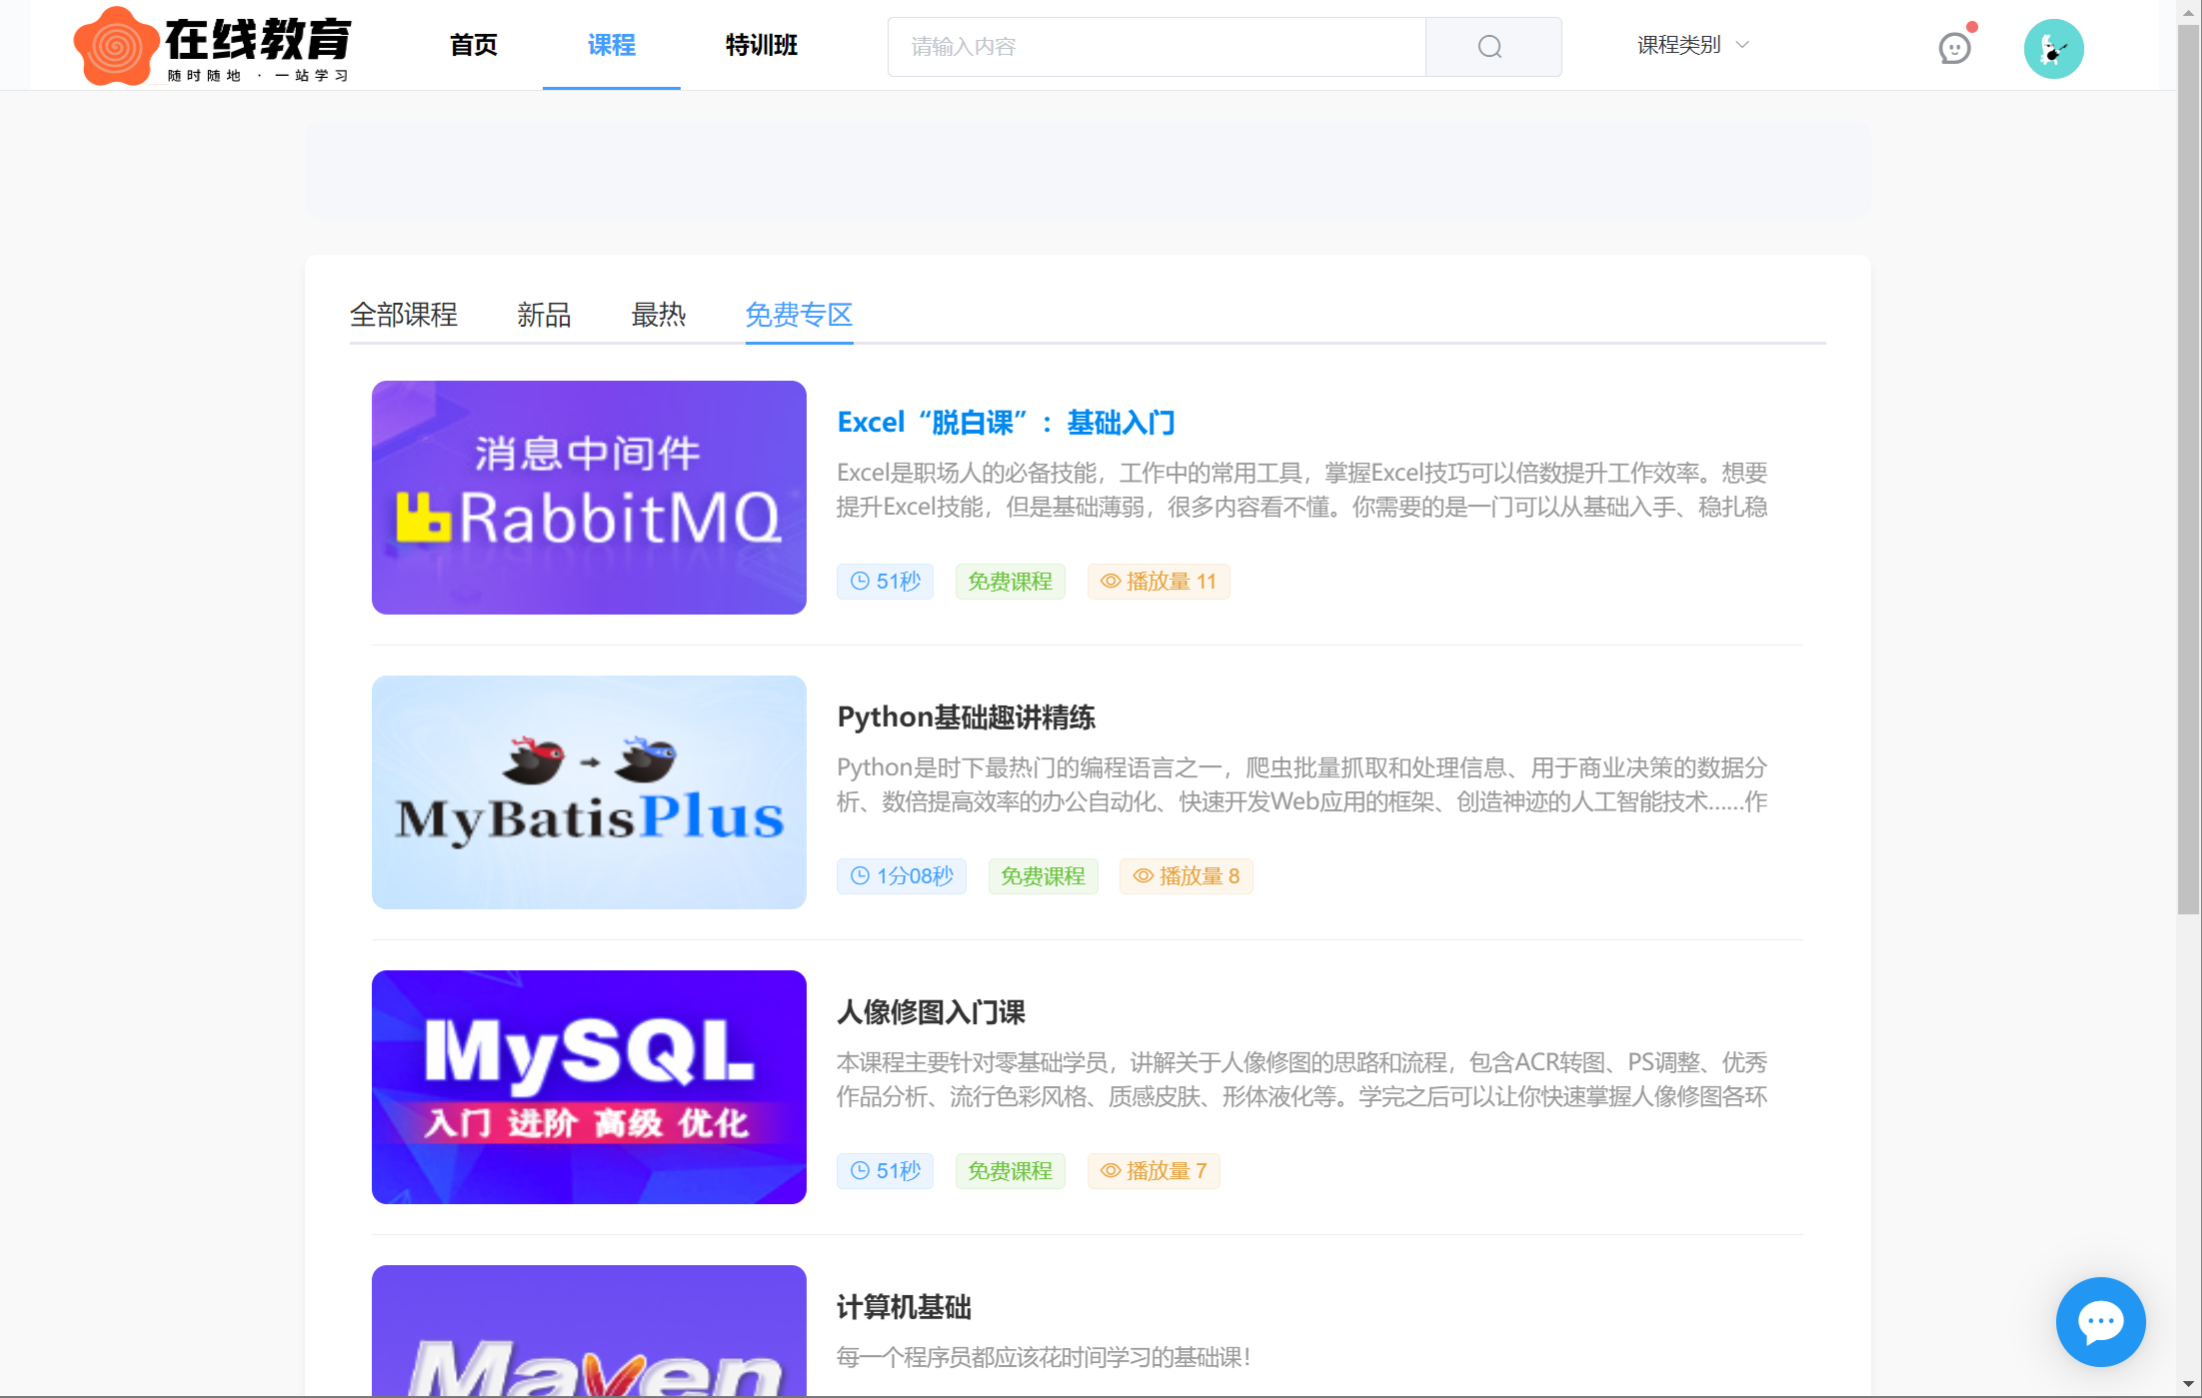 在线教育
随时随地 · 一站学习
首页
课程
特训班
请输入内容
课程类别
全部课程
新品
最热
免费专区
消息中间件
RabbitMQ
Excel“脱白课”：基础入门
Excel是职场人的必备技能，工作中的常用工具，掌握Excel技巧可以倍数提升工作效率。想要
提升Excel技能，但是基础薄弱，很多内容看不懂。你需要的是一门可以从基础入手、稳扎稳
51秒
免费课程
播放量 11
MyBatisPlus
Python基础趣讲精练
Python是时下最热门的编程语言之一，爬虫批量抓取和处理信息、用于商业决策的数据分
析、数倍提高效率的办公自动化、快速开发Web应用的框架、创造神迹的人工智能技术......作
1分08秒
免费课程
播放量 8
MySQL
入门 进阶 高级 优化
人像修图入门课
本课程主要针对零基础学员，讲解关于人像修图的思路和流程，包含ACR转图、PS调整、优秀
作品分析、流行色彩风格、质感皮肤、形体液化等。学完之后可以让你快速掌握人像修图各环
51秒
免费课程
播放量 7
Maven
计算机基础
每一个程序员都应该花时间学习的基础课！